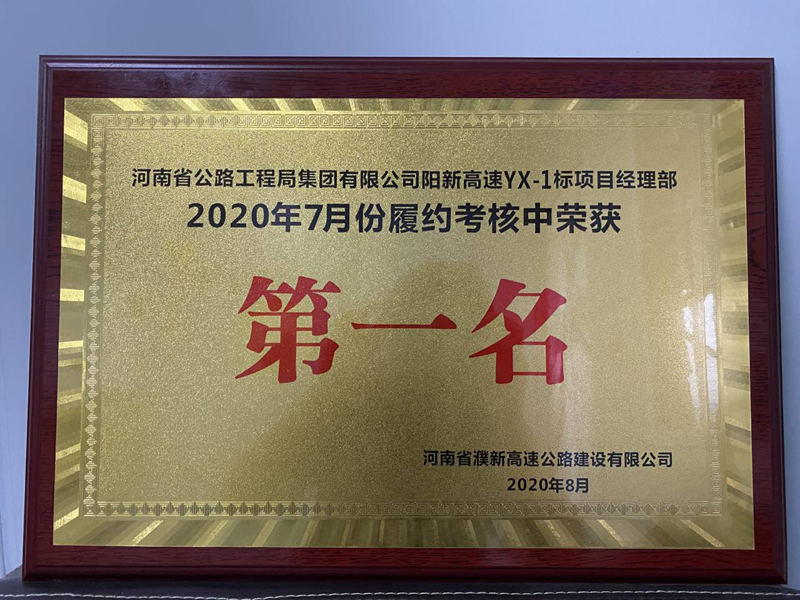 河南省公路工程局集团有限公司阳新高速YX-1标项目经理部
2020年7月份履约考核中荣获
第一名
河南省濮新高速公路建设有限公司
2020年8月